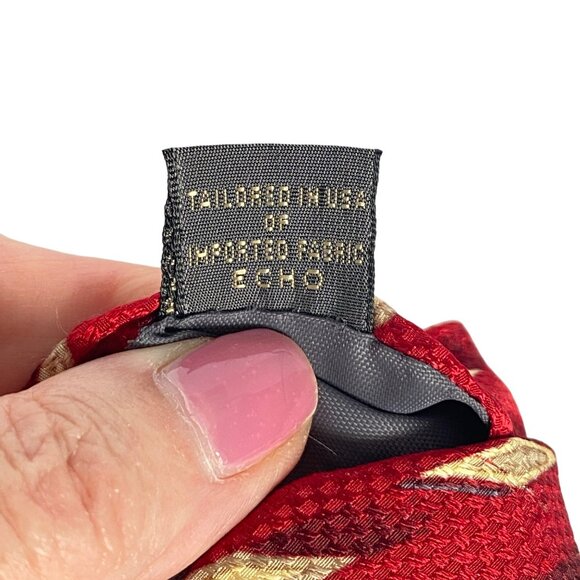 TAILORED IN USA
OF
IMPORTED FABRIC
ECHO